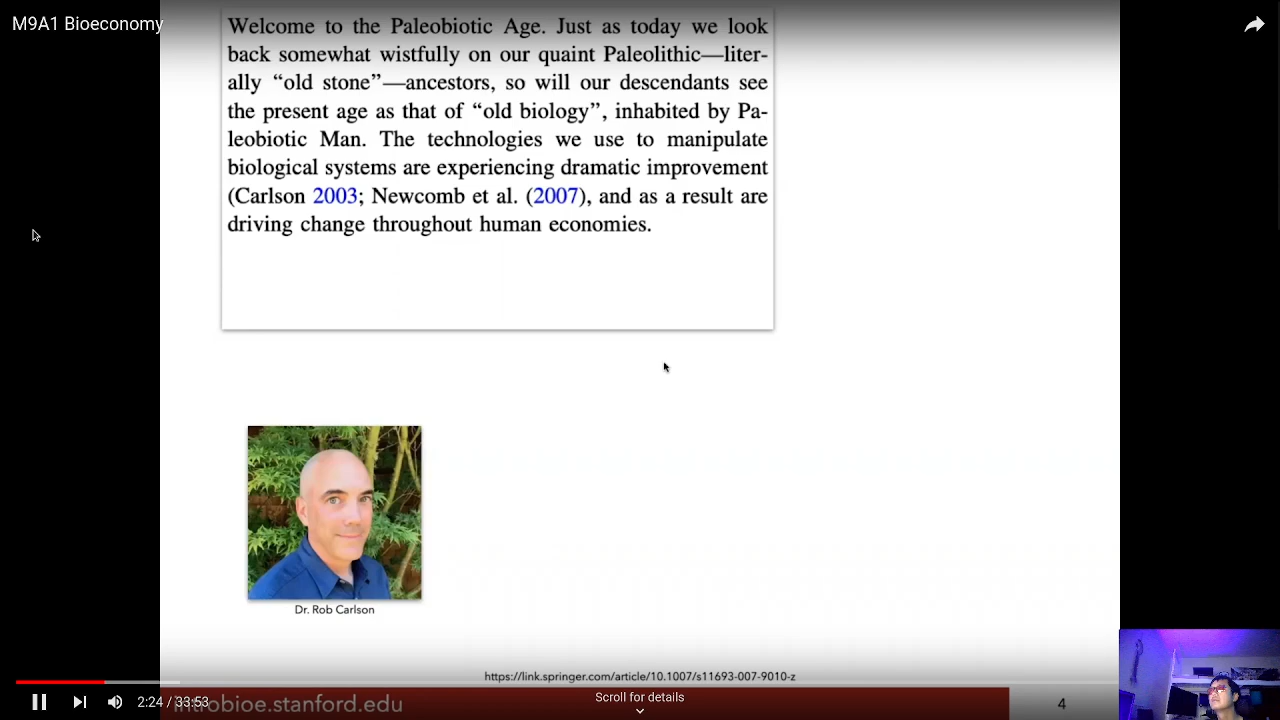 M9A1 Bioeconomy
Welcome to the Paleobiotic Age. Just as today we look
back somewhat wistfully on our quaint Paleolithic—liter-
ally “old stone”—ancestors, so will our descendants see
the present age as that of “old biology”, inhabited by Pa-
leobiotic Man. The technologies we use to manipulate
biological systems are experiencing dramatic improvement
(Carlson 2003; Newcomb et al. (2007), and as a result are
driving change throughout human economies.
Dr. Rob Carlson
https://link.springer.com/article/10.1007/s11693-007-9010-z
2:24 / 33:53
introbioe.stanford.edu
Scroll for details
4